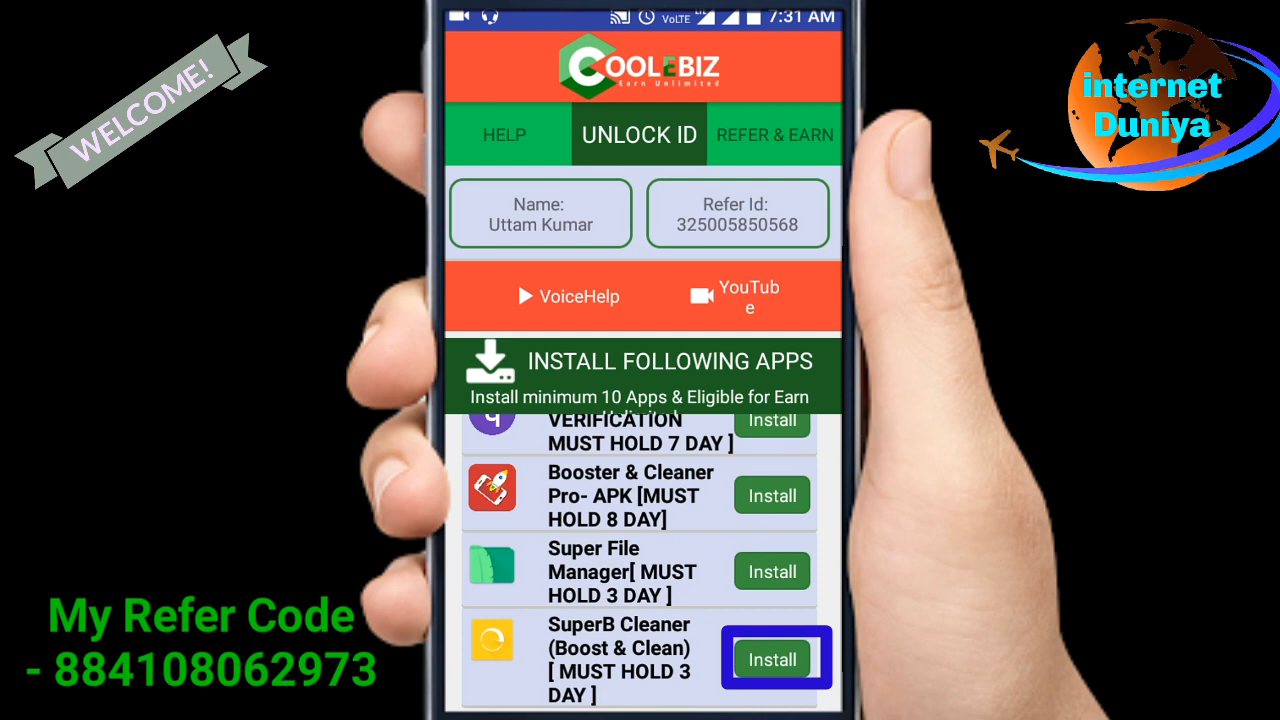 WELCOME!
VoLTE
LTE
7:31 AM
COOLEBIZ
Earn Unlimited
internet
Duniya
HELP
UNLOCK ID
REFER & EARN
Name:
Uttam Kumar
Refer Id:
325005850568
VoiceHelp
YouTub
e
INSTALL FOLLOWING APPS
Install minimum 10 Apps & Eligible for Earn
VERIFICATION
MUST HOLD 7 DAY ]
Install
Booster & Cleaner
Pro- APK [MUST
HOLD 8 DAY]
Install
Super File
Manager[ MUST
HOLD 3 DAY ]
Install
SuperB Cleaner
(Boost & Clean)
[ MUST HOLD 3
DAY ]
Install
My Refer Code
- 884108062973